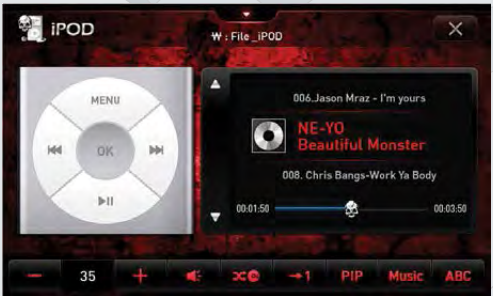 iPOD
₩ : File _iPOD
MENU
OK
006.Jason Mraz - I'm yours
NE-YO
Beautiful Monster
008. Chris Bangs-Work Ya Body
00:01:50
00:03:50
35
1
PIP
Music
ABC